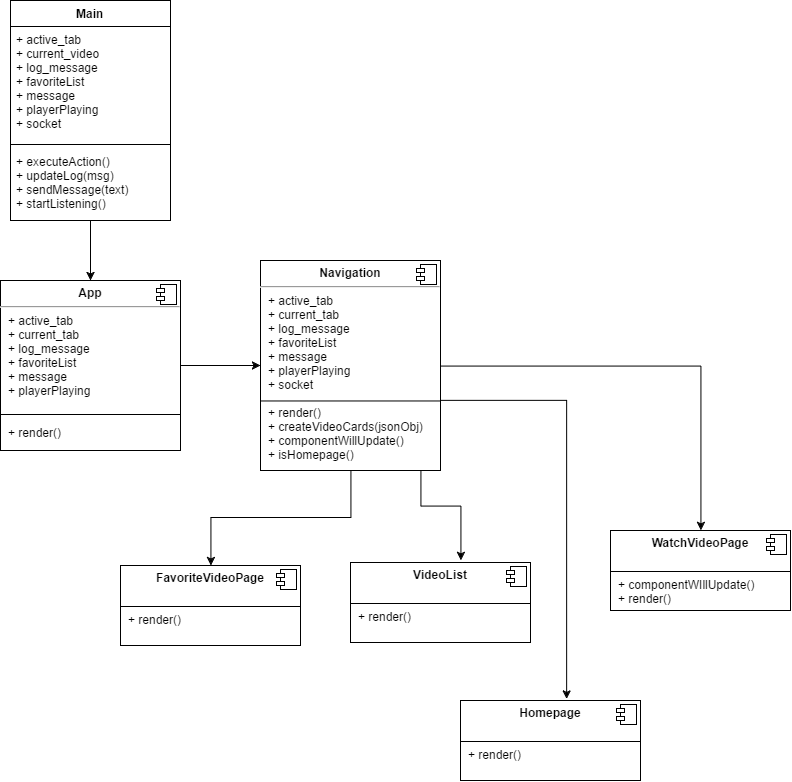 Main
+ active_tab
+ current_video
+ log_message
+ favoriteList
+ message
+ playerPlaying
+ socket
+ executeAction()
+ updateLog(msg)
+ sendMessage(text)
+ startListening()
App
+ active_tab
+ current_tab
+ log_message
+ favoriteList
+ message
+ playerPlaying
+ render()
Navigation
+ active_tab
+ current_tab
+ log_message
+ favoriteList
+ message
+ playerPlaying
+ socket
+ render()
+ createVideoCards(jsonObj)
+ componentWillUpdate()
+ isHomepage()
FavoriteVideoPage
+ render()
VideoList
+ render()
WatchVideoPage
+ componentWIllUpdate()
+ render()
Homepage
+ render()